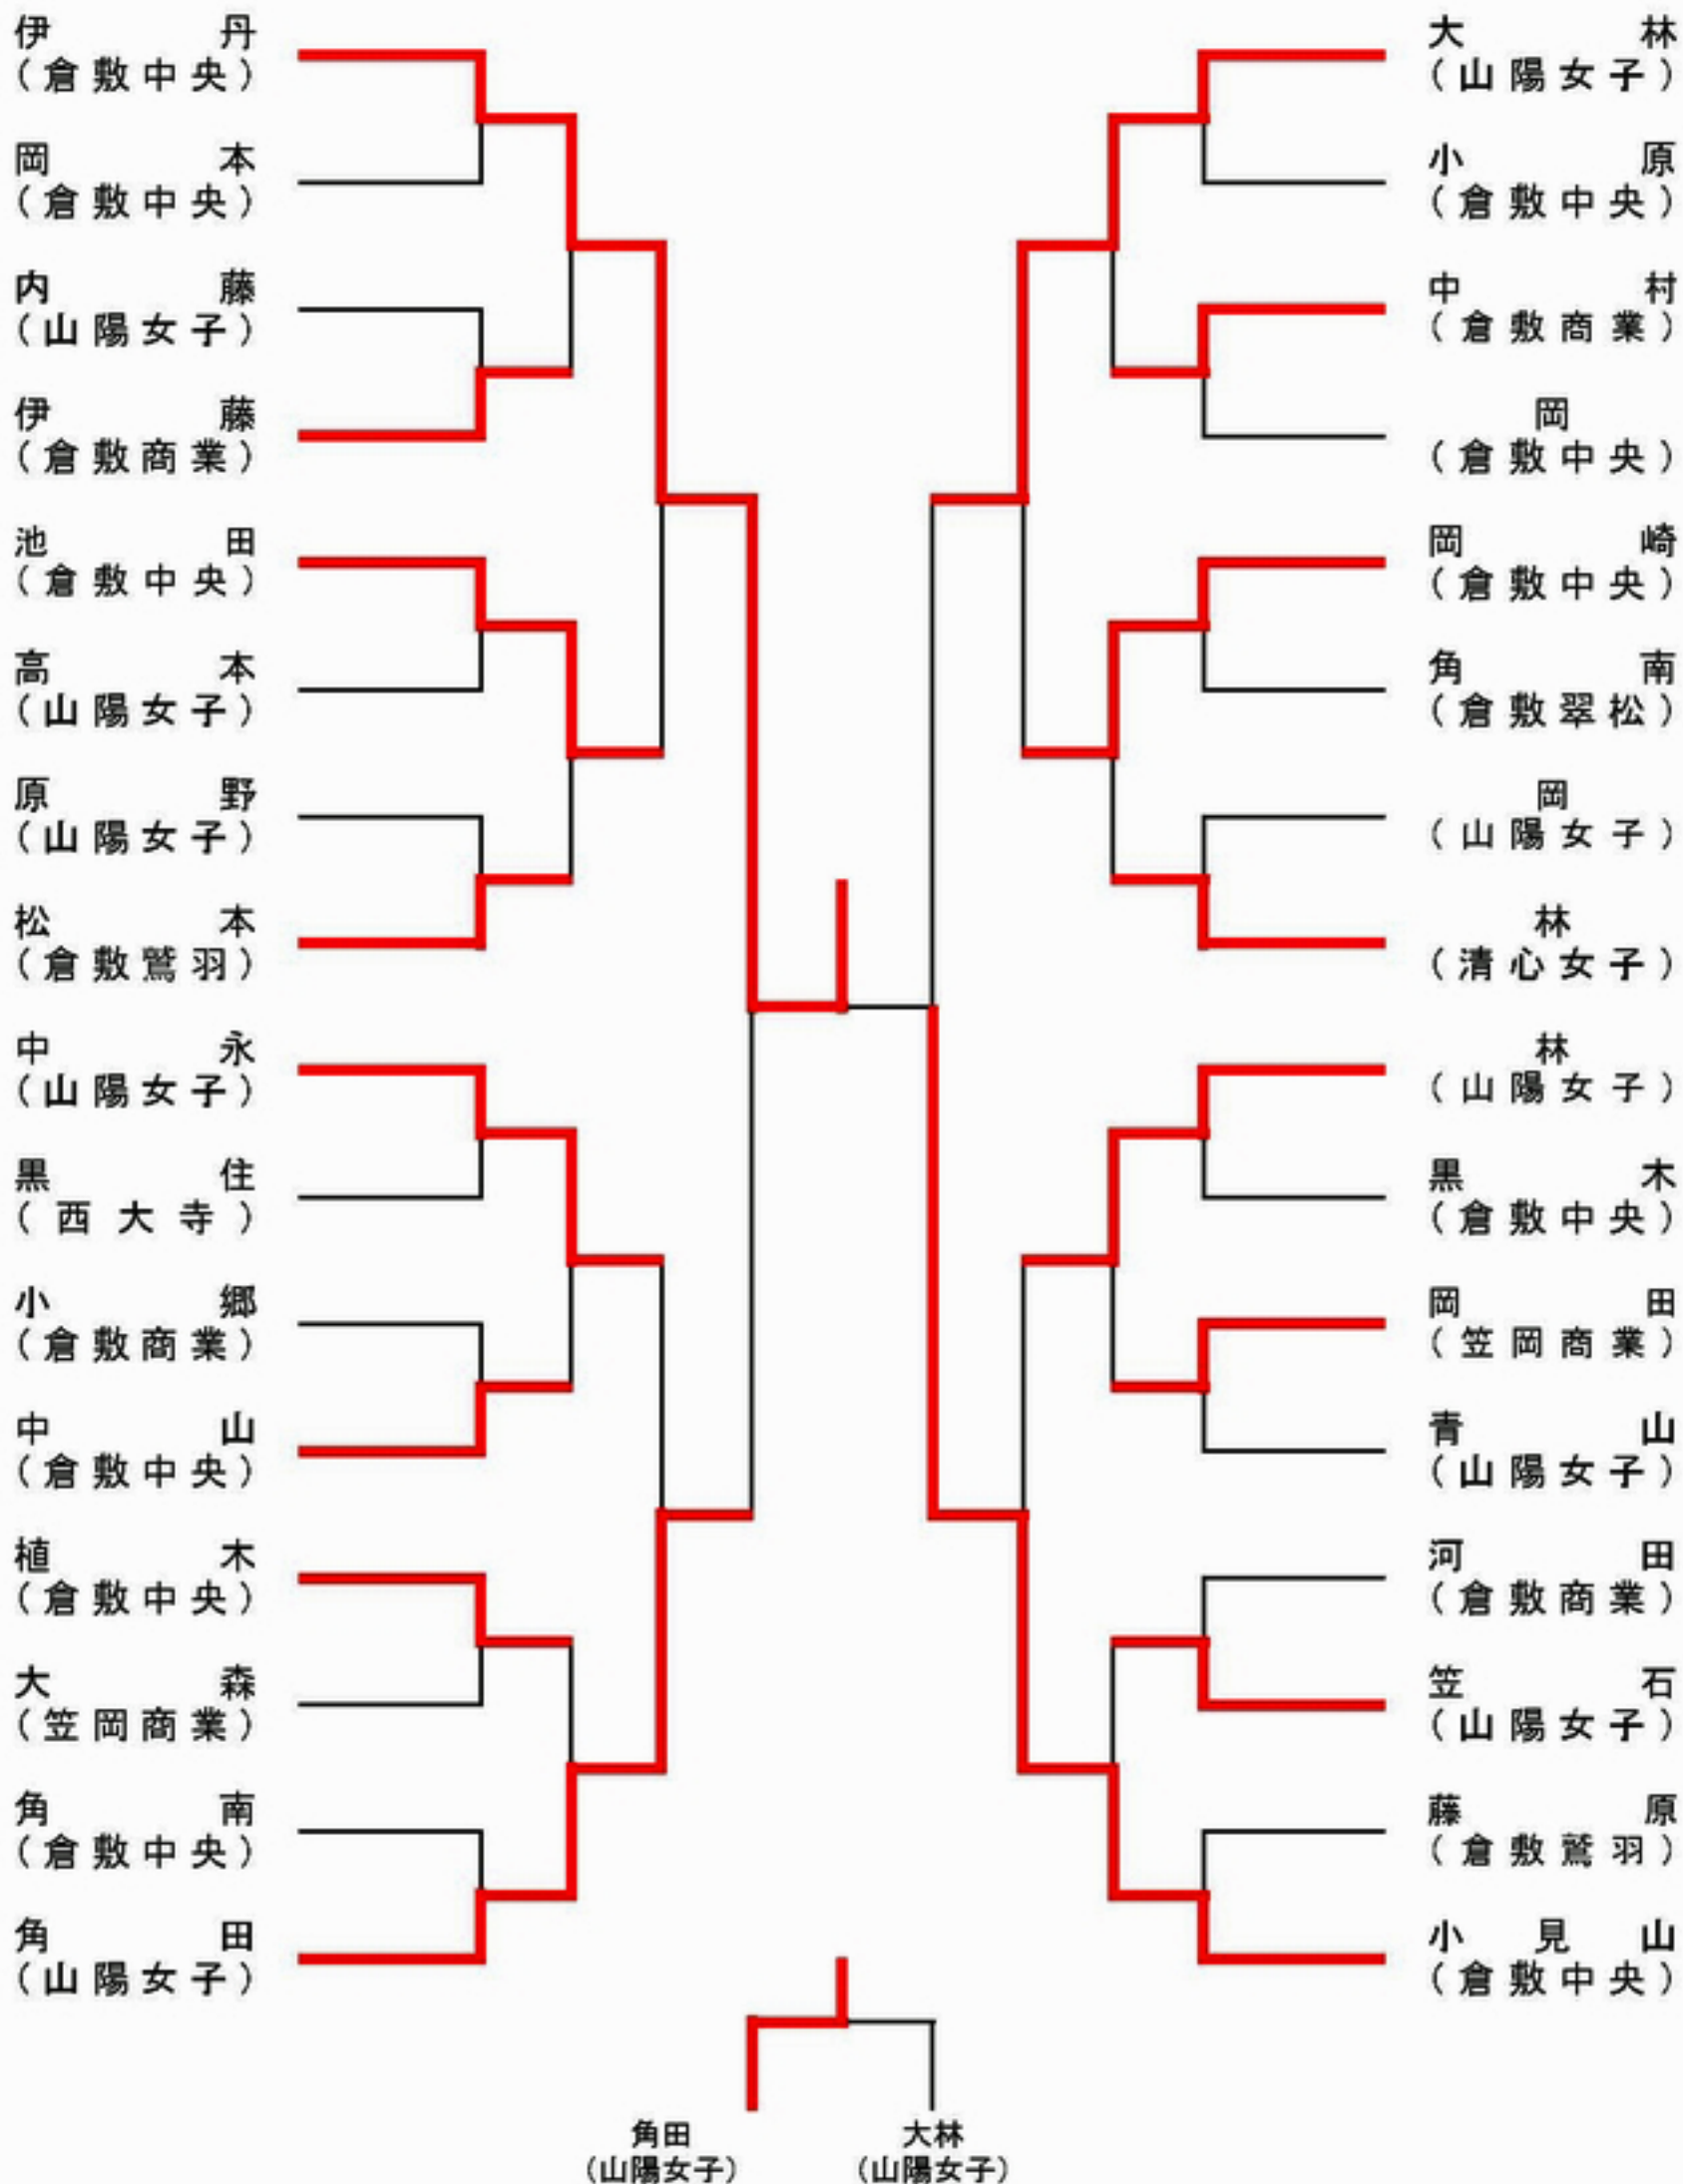 伊丹
(倉敷中央)
岡本
(倉敷中央)
内藤
(山陽女子)
伊藤
(倉敷商業)
池田
(倉敷中央)
高本
(山陽女子)
原野
(山陽女子)
松本
(倉敷鷲羽)
中永
(山陽女子)
黒住
(西大寺)
小郷
(倉敷商業)
中山
(倉敷中央)
植木
(倉敷中央)
大森
(笠岡商業)
角南
(倉敷中央)
角田
(山陽女子)
大林
(山陽女子)
小原
(倉敷中央)
中村
(倉敷商業)
岡
(倉敷中央)
岡崎
(倉敷中央)
角南
(倉敷翠松)
岡
(山陽女子)
林
(清心女子)
林
(山陽女子)
黒木
(倉敷中央)
岡田
(笠岡商業)
青山
(山陽女子)
河田
(倉敷商業)
笠石
(山陽女子)
藤原
(倉敷鷲羽)
小見山
(倉敷中央)
角田
(山陽女子)
大林
(山陽女子)